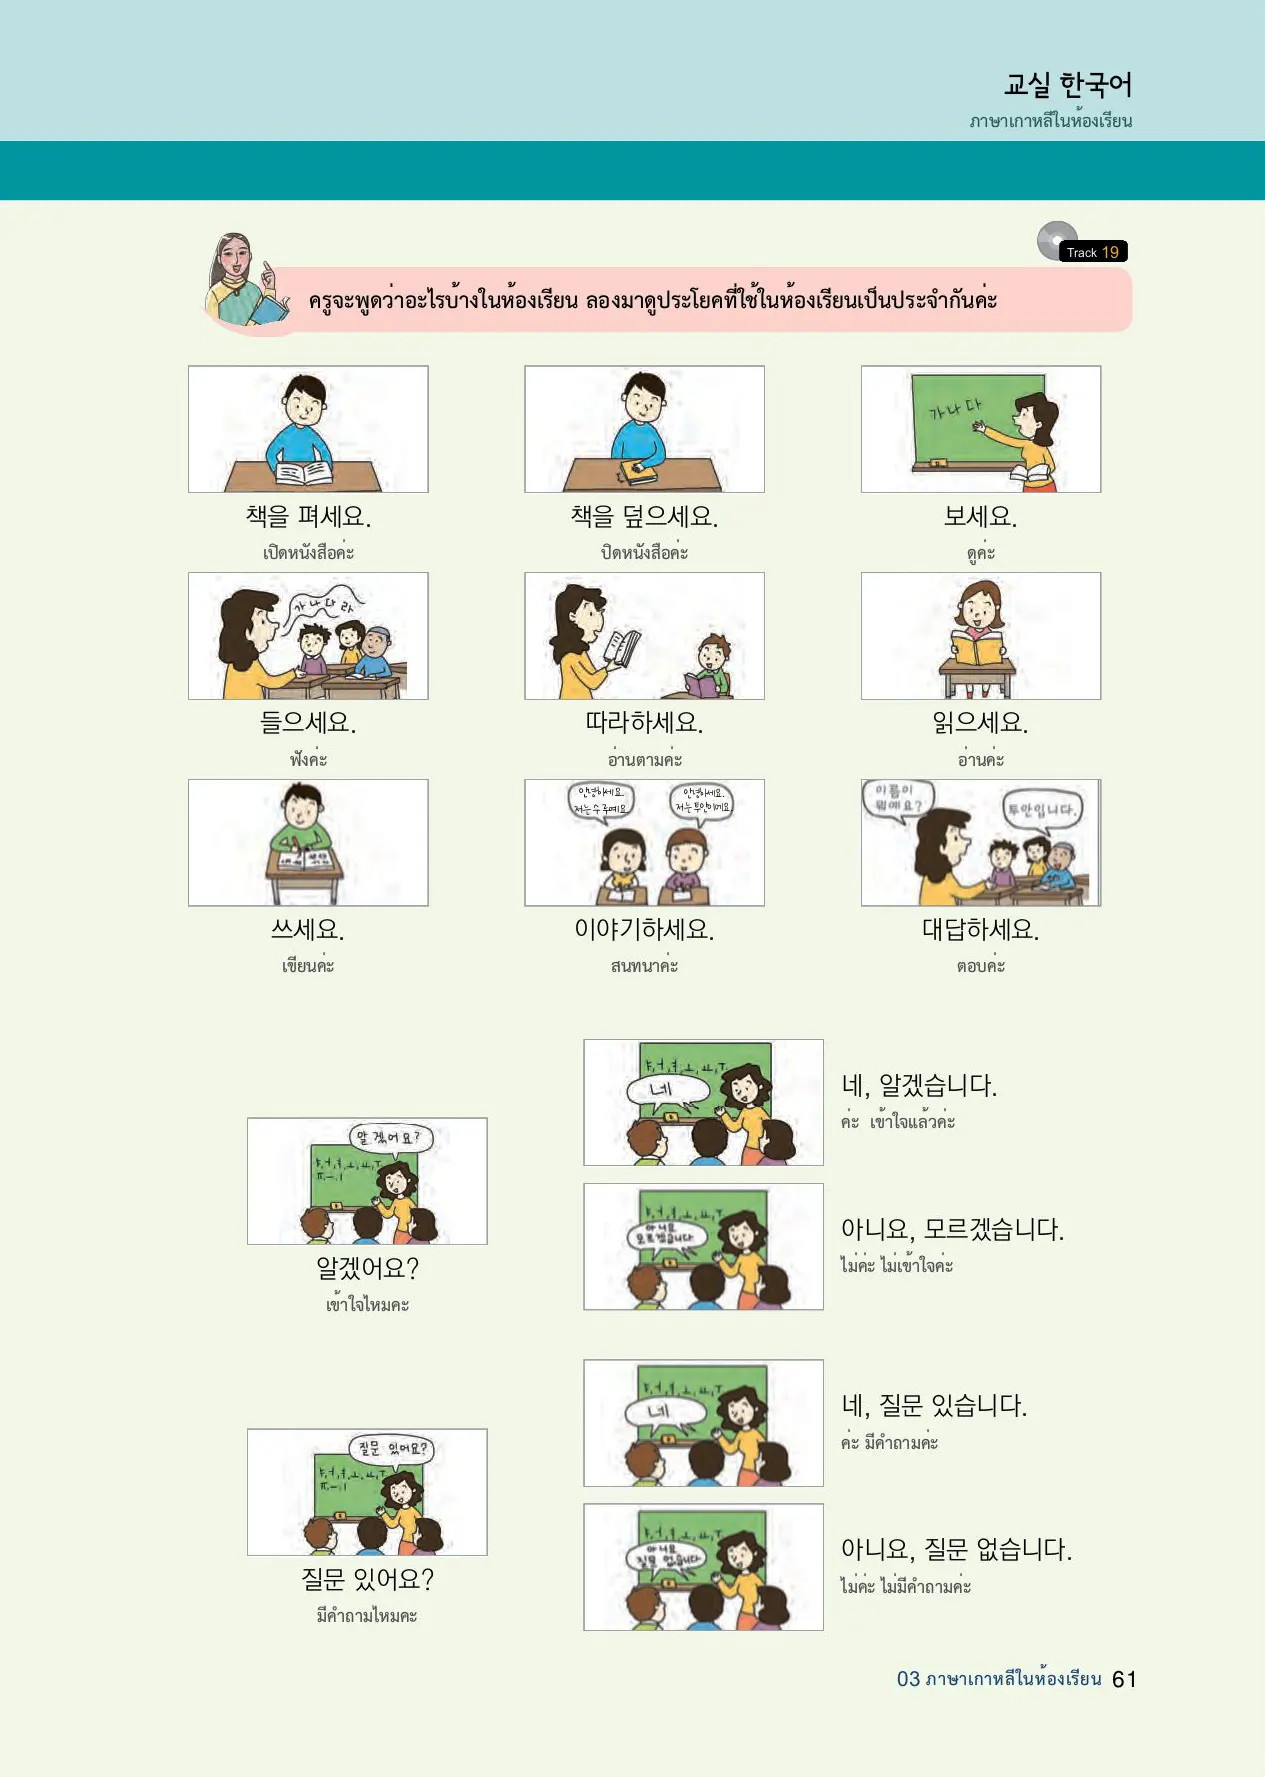 교실 한국어
ภาษาเกาหลีในห้องเรียน
Track 19
ครูจะพูดว่าอะไรบ้างในห้องเรียน ลองมาดูประโยคที่ใช้ในห้องเรียนเป็นประจำกันค่ะ
가 나 다
책을 펴세요.
เปิดหนังสือค่ะ
책을 덮으세요.
ปิดหนังสือค่ะ
보세요.
ดูค่ะ
가 나 다 라
들으세요.
ฟังค่ะ
따라하세요.
อ่านตามค่ะ
읽으세요.
อ่านค่ะ
안녕하세요.
저는 수루예요.
안녕하세요.
저는 투안이에요.
이름이
뭐예요?
투안입니다.
쓰세요.
เขียนค่ะ
이야기하세요.
สนทนาค่ะ
대답하세요.
ตอบค่ะ
네
네, 알겠습니다.
ค่ะ เข้าใจแล้วค่ะ
알겠어요?
알겠어요?
เข้าใจไหมคะ
아니요
모르겠습니다
아니요, 모르겠습니다.
ไม่ค่ะ ไม่เข้าใจค่ะ
네
네, 질문 있습니다.
ค่ะ มีคำถามค่ะ
질문 있어요?
질문 있어요?
มีคำถามไหมคะ
아니요
질문 없습니다
아니요, 질문 없습니다.
ไม่ค่ะ ไม่มีคำถามค่ะ
03 ภาษาเกาหลีในห้องเรียน 61